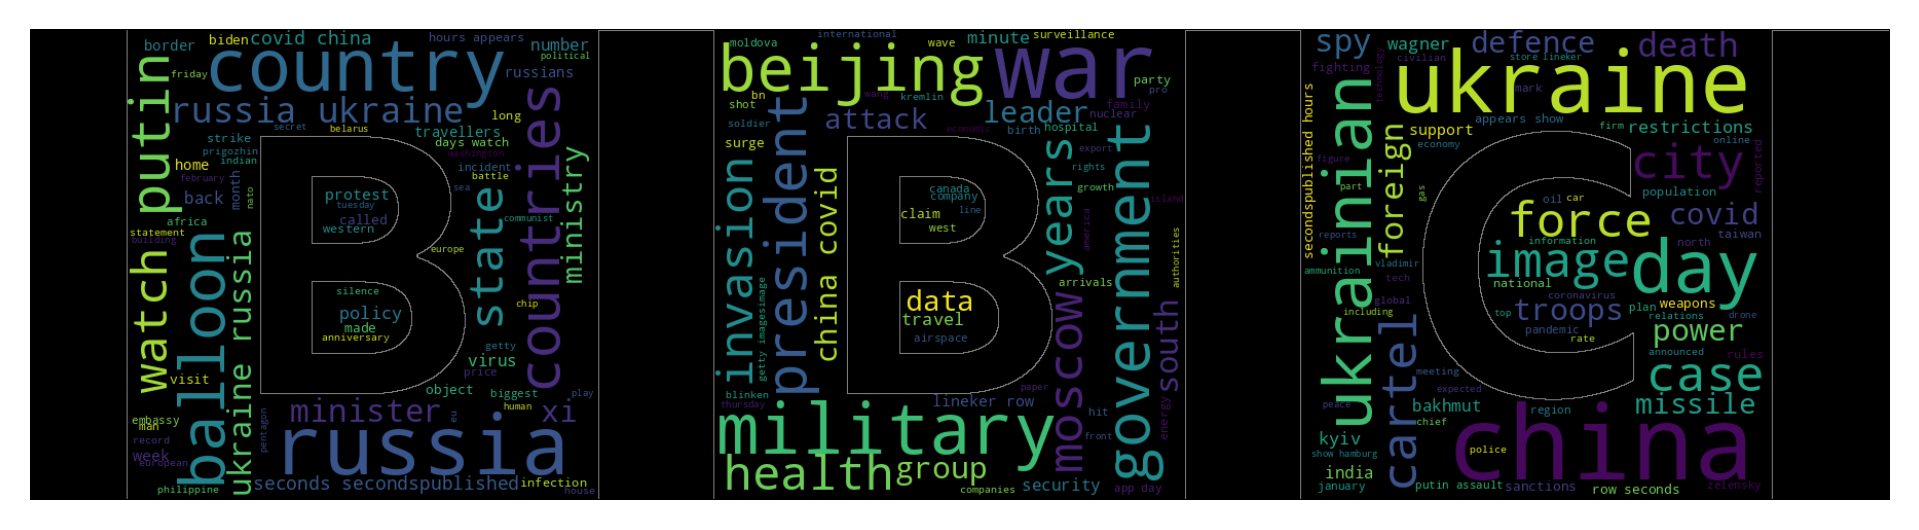 border
biden
covid china
hours appears
number
political
country
friday
russians
putin
russia ukraine
long
secret
belarus
travellers
days watch
strike
prigozhin
indian
home
february
washington
incident
battle
back
month
nato
protest
tuesday
called
western
sea
state
countries
ministry
communist
africa
statement
building
europe
B
watch
balloon
ukraine russia
silence
policy
made
anniversary
chip
getty
virus
price
visit
object
biggest
play
human
embassy
man
record
week
european
pentagon
minister
eu
xi
russia
philippine
seconds secondspublished
infection
house
moldova
international
wave
minute
surveillance
beijing
war
party
pro
bn
wang
kremlin
shot
leader
family
nuclear
soldier
attack
economic
birth
hospital
surge
export
rights
growth
island
invasion
president
china covid
years
government
canada
company
claim
line
west
america
authorities
B
data
travel
airspace
arrivals
moscow
south
energy
getty imagesimage
blinken
thursday
paper
lineker row
hit
front
military
health
group
companies
security
app day
spy
wagner
defence
death
civilian
store lineker
fighting
technology
ukraine
mark
secondspublished hours
ukrainian
foreign
support
economy
appears show
firm
restrictions
online
figure
part
gas
city
reported
population
oil
car
force
covid
taiwan
information
north
reports
ammunition
vladimir
tech
image
day
national
coronavirus
global
including
top
troops
plan
weapons
relations
drone
pandemic
rate
power
announced
rules
C
cartel
meeting
expected
peace
case
bakhmut
chief
region
missile
kyiv
show hamburg
police
china
india
january
putin assault
sanctions
row seconds
zelensky